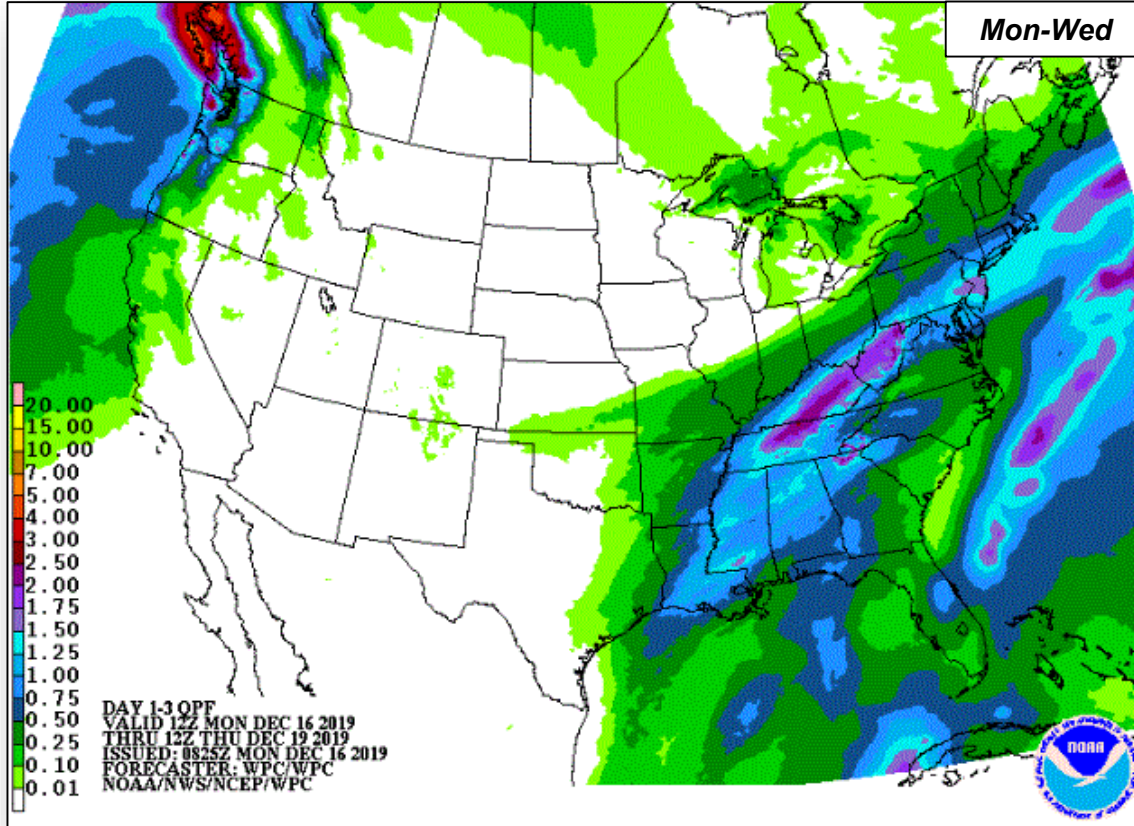 Mon-Wed
20.00
15.00
10.00
7.00
5.00
4.00
3.00
2.50
2.00
1.75
1.50
1.25
1.00
0.75
0.50
0.25
0.10
0.01
DAY 1-3 QPF
VALID 12Z MON DEC 16 2019
THRU 12Z THU DEC 19 2019
ISSUED: 0825Z MON DEC 16 2019
FORECASTER: WPC/WPC
NOAA/NWS/NCEP/WPC
NOAA